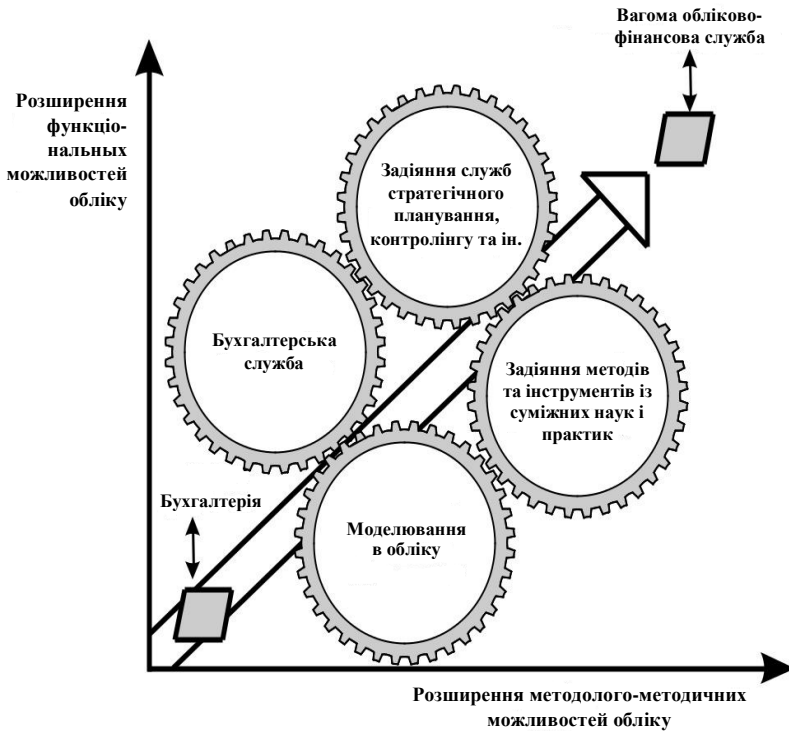 Вагома обліково-
фінансова служба
Розширення
функціо-
нальных
можливостей
обліку
Задіяння служб
стратегічного
планування,
контролінгу та ін.
Бухгалтерська
служба
Задіяння методів
та інструментів із
суміжних наук і
практик
Бухгалтерія
Моделювання
в обліку
Розширення методолого-методичних
можливостей обліку